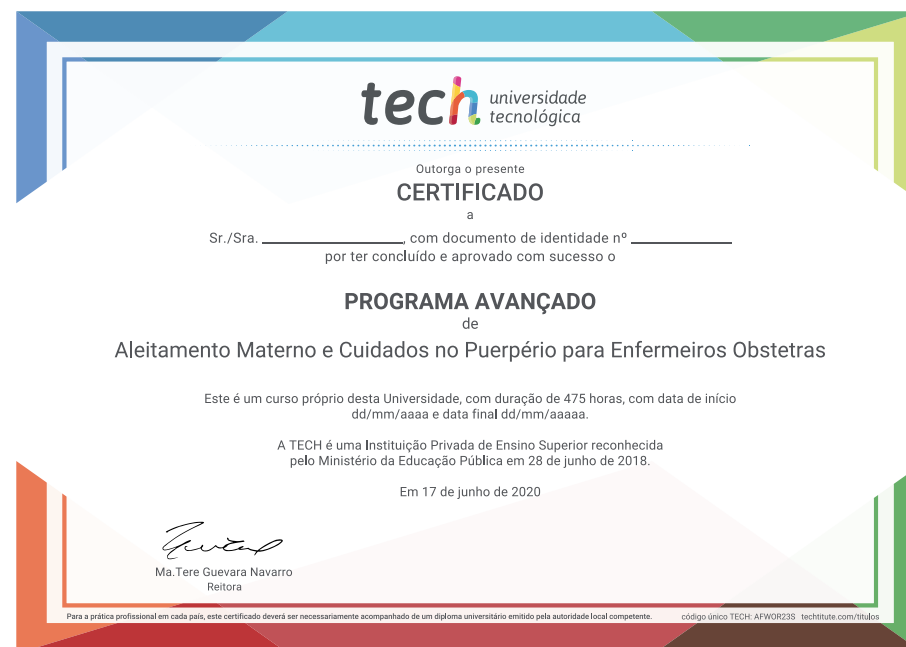 tech universidade
tecnológica
Outorga o presente
CERTIFICADO
a
Sr./Sra. ________________, com documento de identidade nº ____________
por ter concluído e aprovado com sucesso o
PROGRAMA AVANÇADO
de
Aleitamento Materno e Cuidados no Puerpério para Enfermeiros Obstetras
Este é um curso próprio desta Universidade, com duração de 475 horas, com data de início
dd/mm/aaaa e data final dd/mm/aaaaa.
A TECH é uma Instituição Privada de Ensino Superior reconhecida
pelo Ministério da Educação Pública em 28 de junho de 2018.
Em 17 de junho de 2020
Ma.Tere Guevara Navarro
Reitora
Para a prática profissional em cada país, este certificado deverá ser necessariamente acompanhado de um diploma universitário emitido pela autoridade local competente. código único TECH: AFWOR23S techtitute.com/titulos